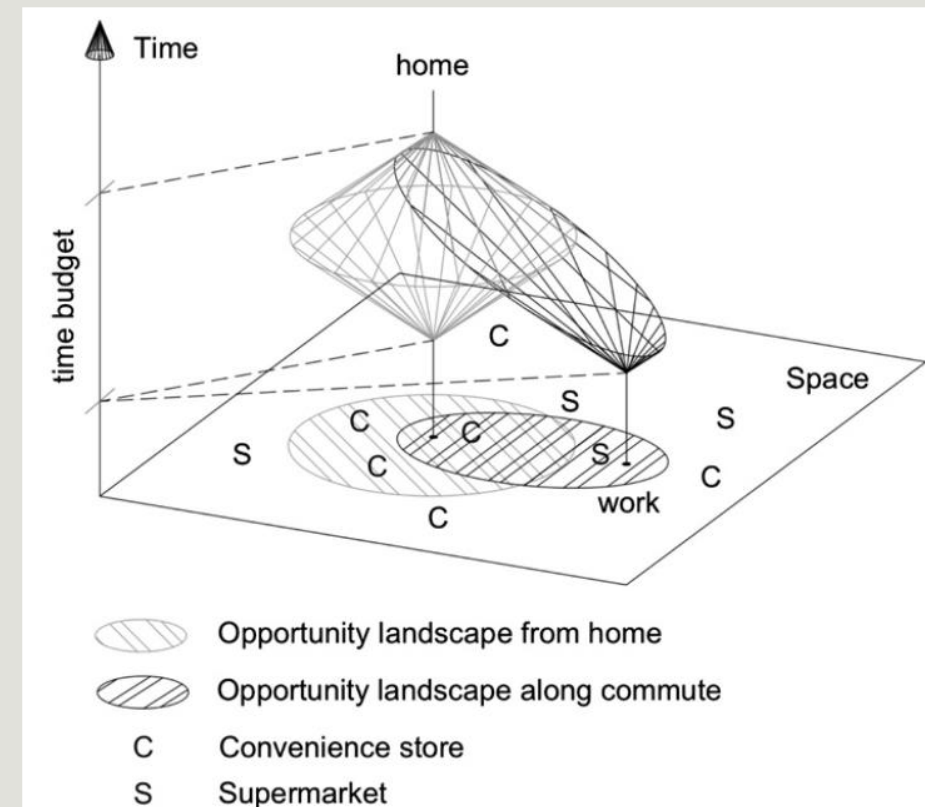 Time
home
time budget
C
Space
S
S
C
C
S
C
S
C
work
C
Opportunity landscape from home
Opportunity landscape along commute
C Convenience store
S Supermarket